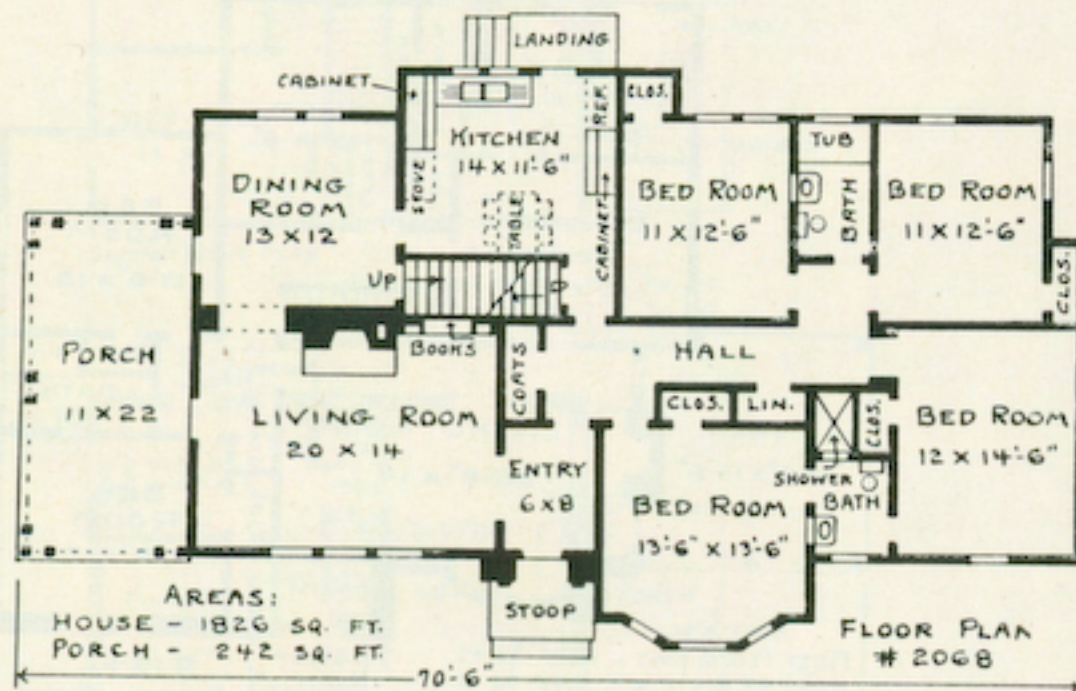 LANDING
CABINET
CLOS.
REF.
KITCHEN
14 X 11'-6"
STOVE
TABLE
CABINET
TUB
DINING
ROOM
13 X 12
BED ROOM
11 X 12'-6"
BATH
BED ROOM
11 X 12'-6"
CLOS.
UP
D
PORCH
11 X 22
BOOKS
COATS
HALL
LIVING ROOM
20 X 14
CLOS.
LIN.
CLOS.
BED ROOM
12 X 14'-6"
ENTRY
6 X 8
SHOWER
BATH
BED ROOM
13'-6" X 13'-6"
STOOP
AREAS:
HOUSE - 1826 SQ. FT.
PORCH - 242 SQ. FT.
FLOOR PLAN
# 2068
70'-6"